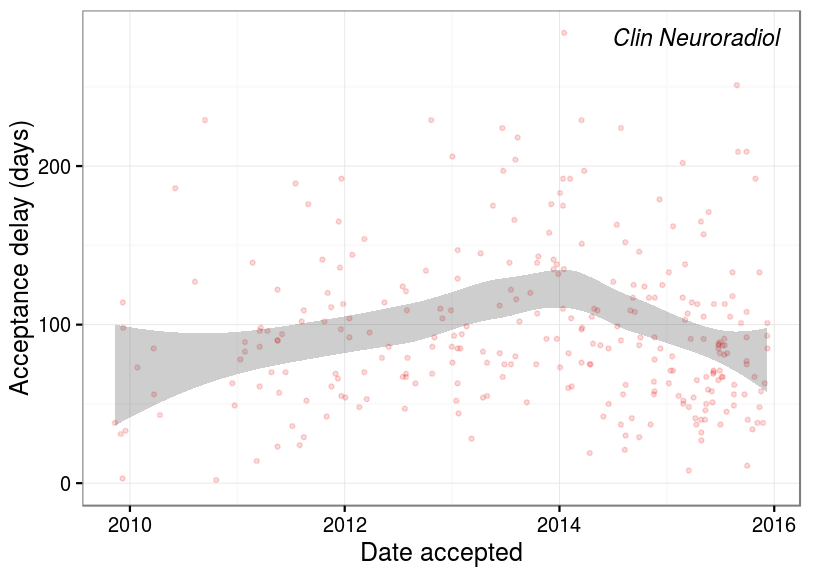 Clin Neuroradiol
Acceptance delay (days)
200
100
0
2010 2012 2014 2016
Date accepted